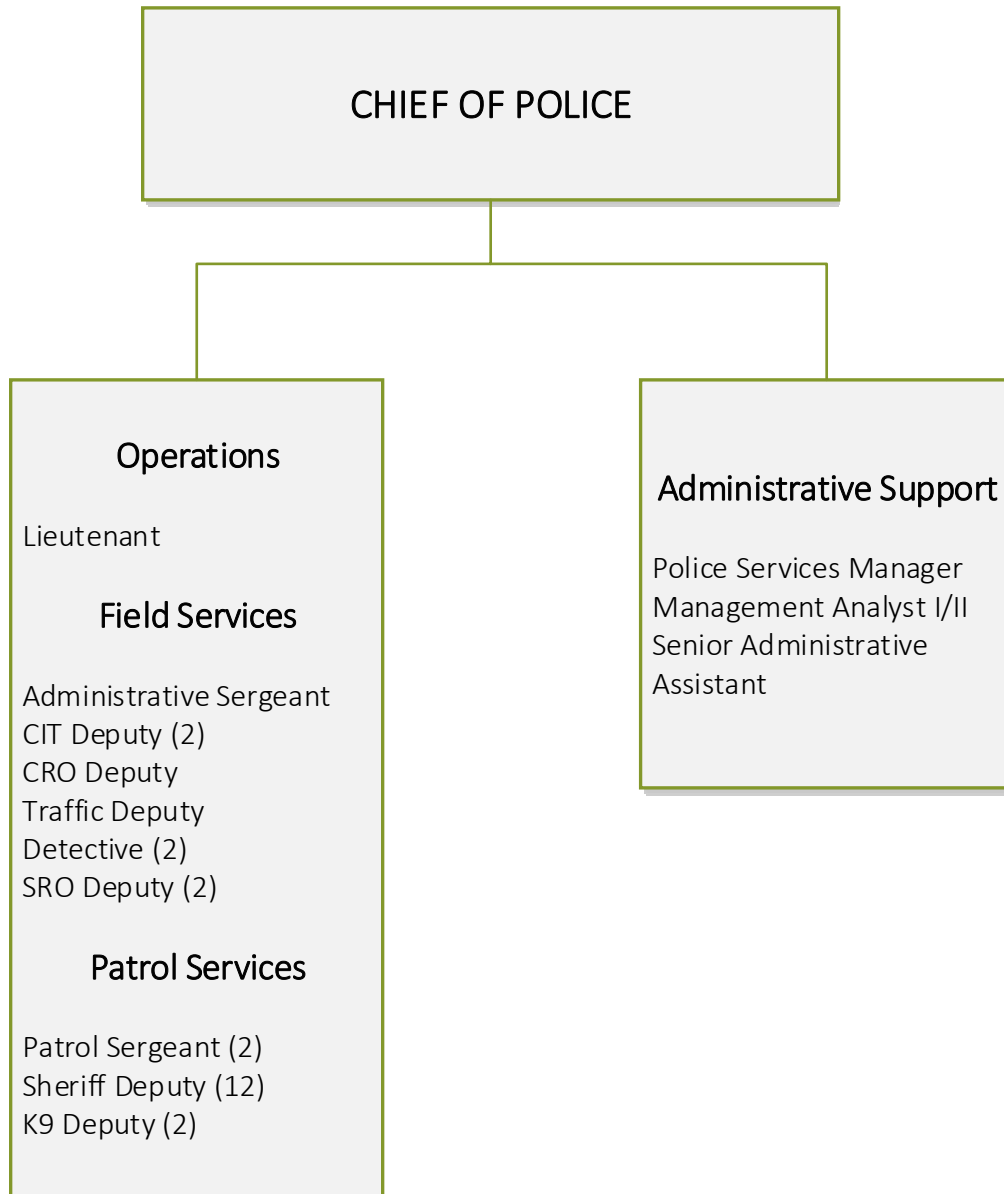 CHIEF OF POLICE
Operations
Lieutenant
Field Services
Administrative Sergeant
CIT Deputy (2)
CRO Deputy
Traffic Deputy
Detective (2)
SRO Deputy (2)
Patrol Services
Patrol Sergeant (2)
Sheriff Deputy (12)
K9 Deputy (2)
Administrative Support
Police Services Manager
Management Analyst I/II
Senior Administrative
Assistant